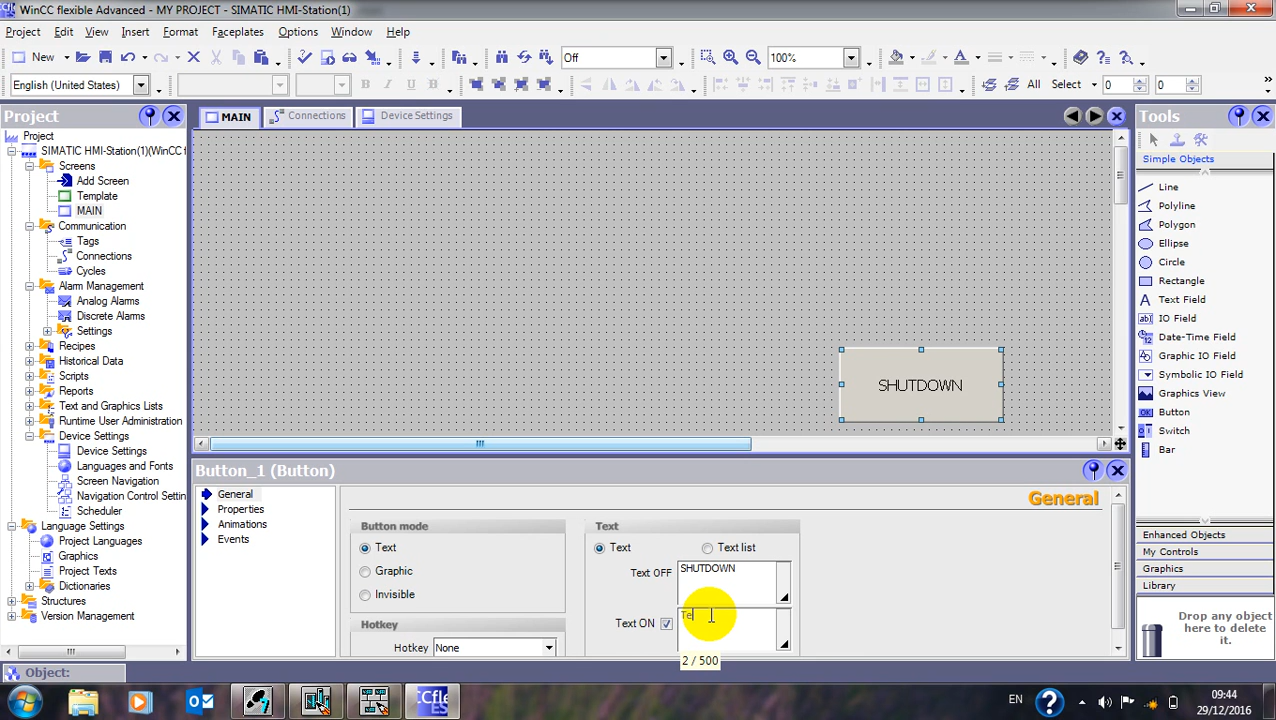 WinCC flexible Advanced - MY PROJECT - SIMATIC HMI-Station(1)
Project Edit View Insert Format Faceplates Options Window Help
New Off 100%
English (United States) All Select 0 0
Project
MAIN Connections Device Settings
Tools
Project
SIMATIC HMI-Station(1)(WinCC f
Screens
Add Screen
Template
MAIN
Communication
Tags
Connections
Cycles
Alarm Management
Analog Alarms
Discrete Alarms
Settings
Recipes
Historical Data
Scripts
Reports
Text and Graphics Lists
Runtime User Administration
Device Settings
Device Settings
Languages and Fonts
Screen Navigation
Navigation Control Settin
Scheduler
Language Settings
Project Languages
Graphics
Project Texts
Dictionaries
Structures
Version Management
SHUTDOWN
Simple Objects
Line
Polyline
Polygon
Ellipse
Circle
Rectangle
Text Field
IO Field
Date-Time Field
Graphic IO Field
Symbolic IO Field
Graphics View
Button
Switch
Bar
Enhanced Objects
My Controls
Graphics
Library
Drop any object
here to delete
it.
Button_1 (Button)
General
Properties
Animations
Events
General
Button mode
Text
Graphic
Invisible
Hotkey
Hotkey None
Text
Text Text list
Text OFF SHUTDOWN
Text ON Te
2 / 500
Object:
EN
09:44
29/12/2016